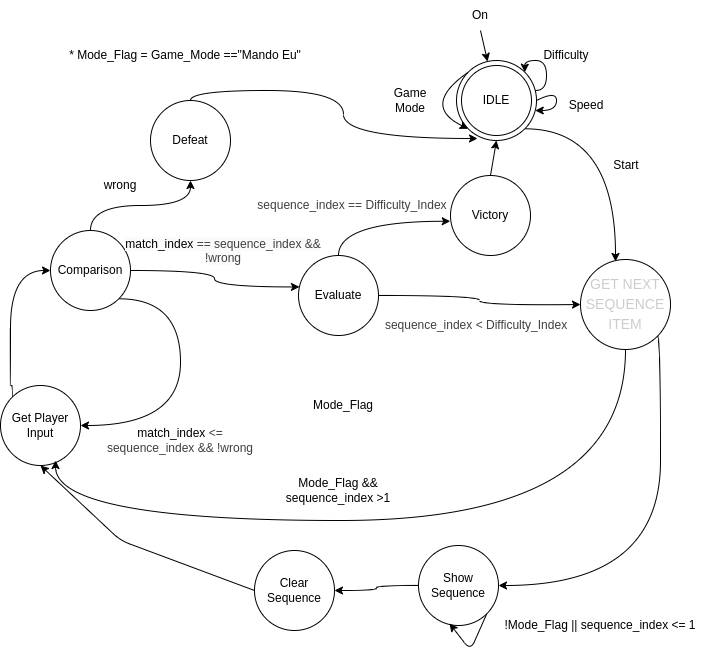 On
* Mode_Flag = Game_Mode =="Mando Eu"
Difficulty
Game
Mode
IDLE
Speed
Defeat
Start
wrong
sequence_index == Difficulty_Index
Victory
match_index == sequence_index &&
!wrong
Comparison
Evaluate
GET NEXT
SEQUENCE
ITEM
sequence_index < Difficulty_Index
Mode_Flag
Get Player
Input
match_index <=
sequence_index && !wrong
Mode_Flag &&
sequence_index >1
Clear
Sequence
Show
Sequence
!Mode_Flag || sequence_index <= 1